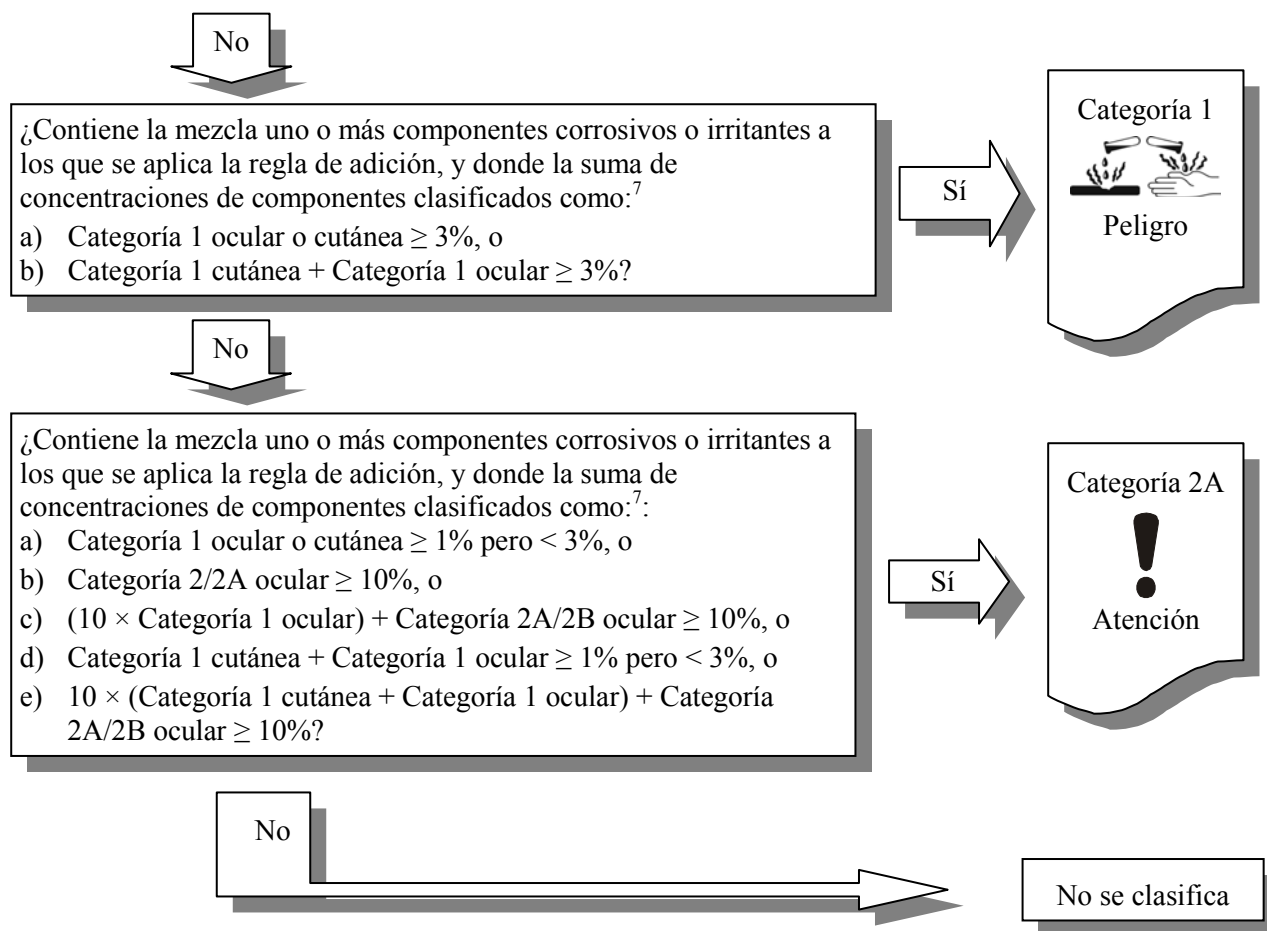 No
¿Contiene la mezcla uno o más componentes corrosivos o irritantes a
los que se aplica la regla de adición, y donde la suma de
concentraciones de componentes clasificados como:7
a) Categoría 1 ocular o cutánea ≥ 3%, o
b) Categoría 1 cutánea + Categoría 1 ocular ≥ 3%?
Sí
Categoría 1
Peligro
No
¿Contiene la mezcla uno o más componentes corrosivos o irritantes a
los que se aplica la regla de adición, y donde la suma de
concentraciones de componentes clasificados como:7:
a) Categoría 1 ocular o cutánea ≥ 1% pero < 3%, o
b) Categoría 2/2A ocular ≥ 10%, o
c) (10 × Categoría 1 ocular) + Categoría 2A/2B ocular ≥ 10%, o
d) Categoría 1 cutánea + Categoría 1 ocular ≥ 1% pero < 3%, o
e) 10 × (Categoría 1 cutánea + Categoría 1 ocular) + Categoría
2A/2B ocular ≥ 10%?
Sí
Categoría 2A
Atención
No
No se clasifica